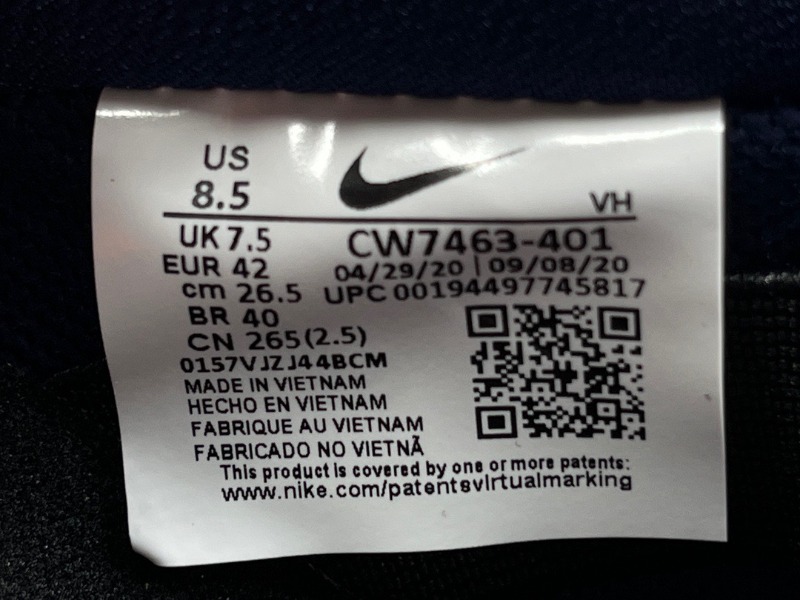 US
8.5
VH
UK 7.5
CW7463-401
EUR 42
04/29/20 | 09/08/20
cm 26.5
UPC 00194497745817
BR 40
CN 265(2.5)
0157VJZJ44BCM
MADE IN VIETNAM
HECHO EN VIETNAM
FABRIQUE AU VIETNAM
FABRICADO NO VIETNÃ
This product is covered by one or more patents:
www.nike.com/patentsvirtualmarking